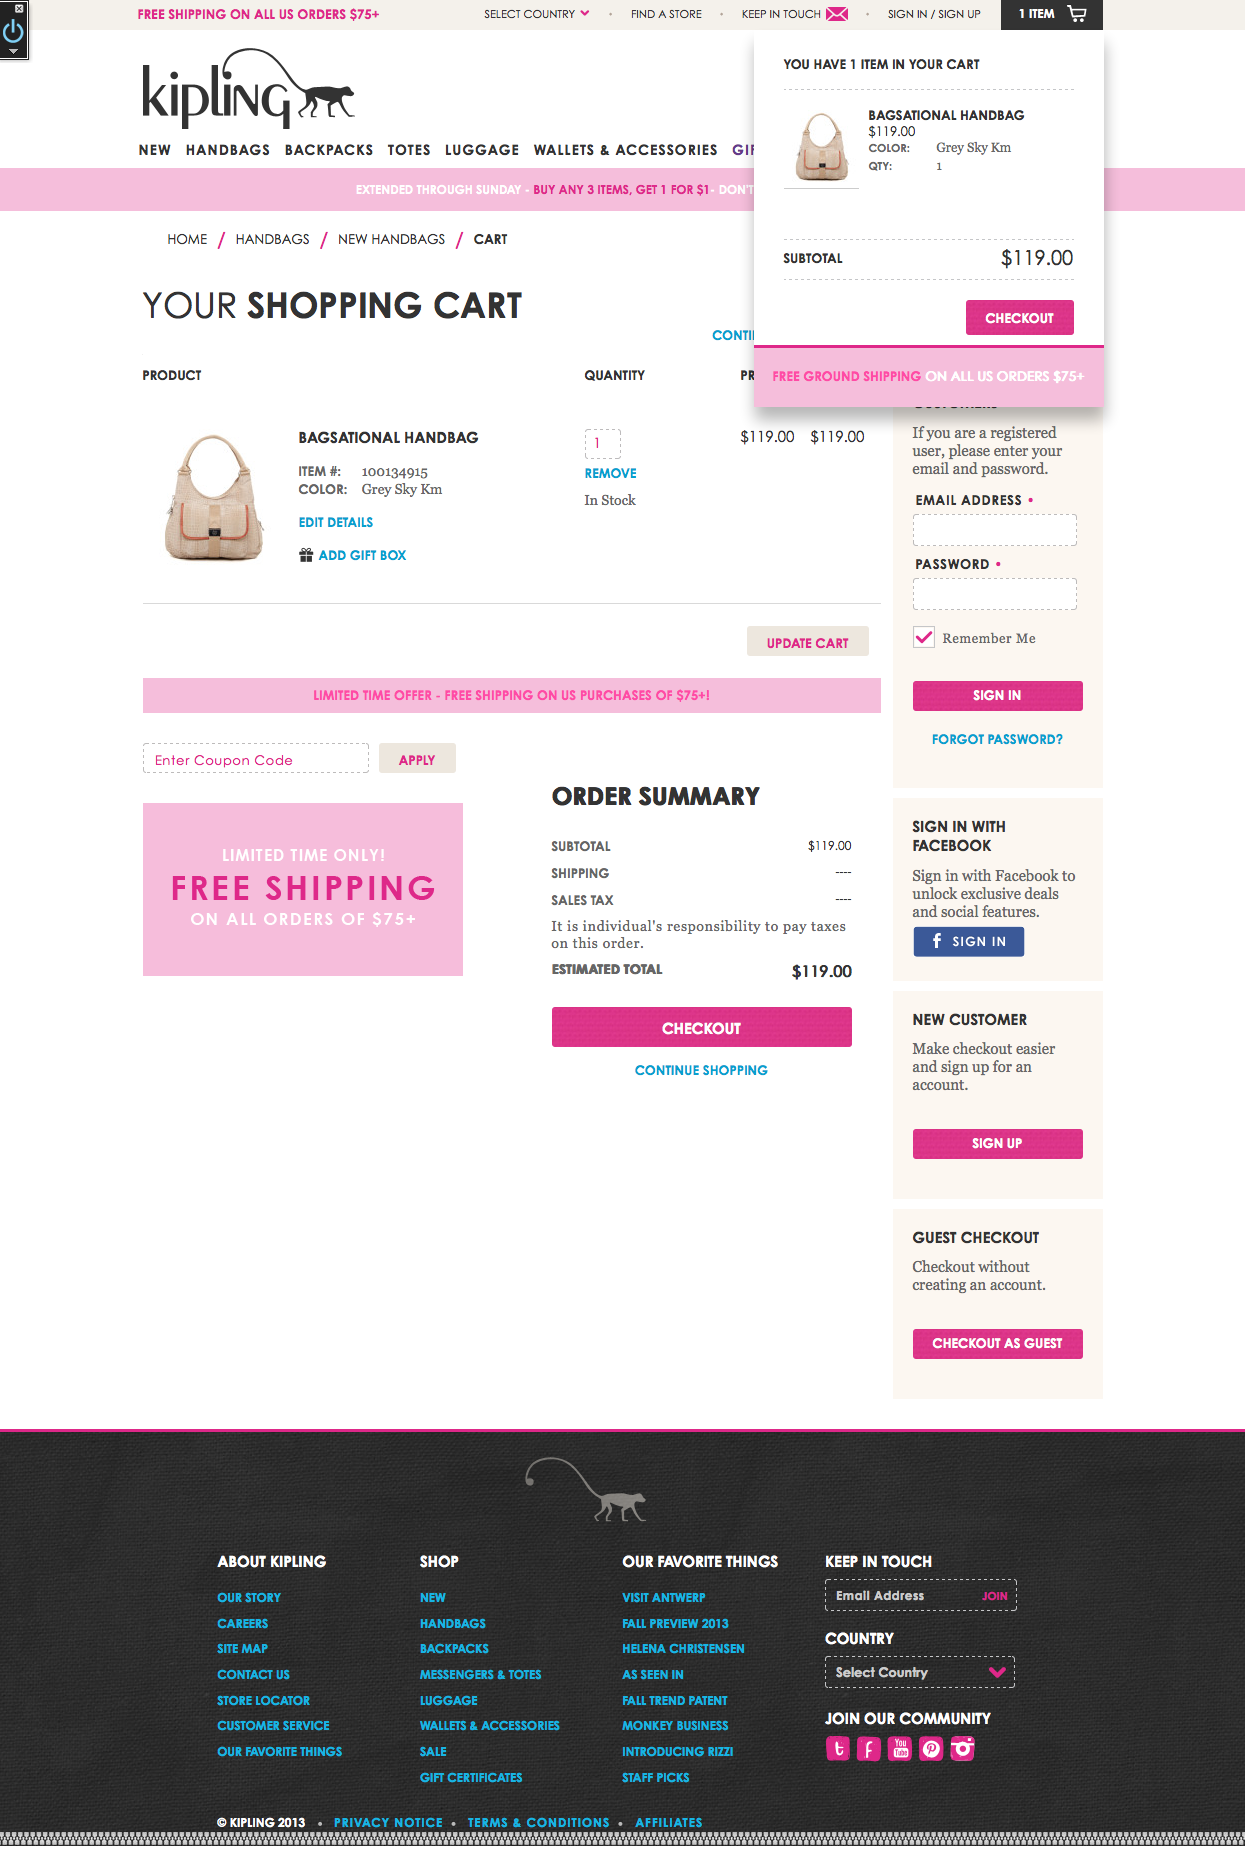 FREE SHIPPING ON ALL US ORDERS $75+
SELECT COUNTRY
FIND A STORE
KEEP IN TOUCH
SIGN IN / SIGN UP
1 ITEM
kipling
YOU HAVE 1 ITEM IN YOUR CART
BAGSATIONAL HANDBAG
$119.00
COLOR: Grey Sky Km
QTY: 1
SUBTOTAL $119.00
CHECKOUT
FREE GROUND SHIPPING ON ALL US ORDERS $75+
NEW HANDBAGS BACKPACKS TOTES LUGGAGE WALLETS & ACCESSORIES GIF
EXTENDED THROUGH SUNDAY - BUY ANY 3 ITEMS, GET 1 FOR $1 - DON'T
HOME / HANDBAGS / NEW HANDBAGS / CART
YOUR SHOPPING CART
CONTI
PRODUCT QUANTITY PR
BAGSATIONAL HANDBAG
ITEM #: 100134915
COLOR: Grey Sky Km
EDIT DETAILS
ADD GIFT BOX
1
REMOVE
In Stock
$119.00 $119.00
UPDATE CART
LIMITED TIME OFFER - FREE SHIPPING ON US PURCHASES OF $75+!
Enter Coupon Code
APPLY
LIMITED TIME ONLY!
FREE SHIPPING
ON ALL ORDERS OF $75+
ORDER SUMMARY
SUBTOTAL $119.00
SHIPPING ----
SALES TAX ----
It is individual's responsibility to pay taxes
on this order.
ESTIMATED TOTAL $119.00
CHECKOUT
CONTINUE SHOPPING
If you are a registered
user, please enter your
email and password.
EMAIL ADDRESS •
PASSWORD •
Remember Me
SIGN IN
FORGOT PASSWORD?
SIGN IN WITH
FACEBOOK
Sign in with Facebook to
unlock exclusive deals
and social features.
f SIGN IN
NEW CUSTOMER
Make checkout easier
and sign up for an
account.
SIGN UP
GUEST CHECKOUT
Checkout without
creating an account.
CHECKOUT AS GUEST
ABOUT KIPLING
OUR STORY
CAREERS
SITE MAP
CONTACT US
STORE LOCATOR
CUSTOMER SERVICE
OUR FAVORITE THINGS
SHOP
NEW
HANDBAGS
BACKPACKS
MESSENGERS & TOTES
LUGGAGE
WALLETS & ACCESSORIES
SALE
GIFT CERTIFICATES
OUR FAVORITE THINGS
VISIT ANTWERP
FALL PREVIEW 2013
HELENA CHRISTENSEN
AS SEEN IN
FALL TREND PATENT
MONKEY BUSINESS
INTRODUCING RIZZI
STAFF PICKS
KEEP IN TOUCH
Email Address JOIN
COUNTRY
Select Country
JOIN OUR COMMUNITY
t f You Tube P
© KIPLING 2013 • PRIVACY NOTICE • TERMS & CONDITIONS • AFFILIATES